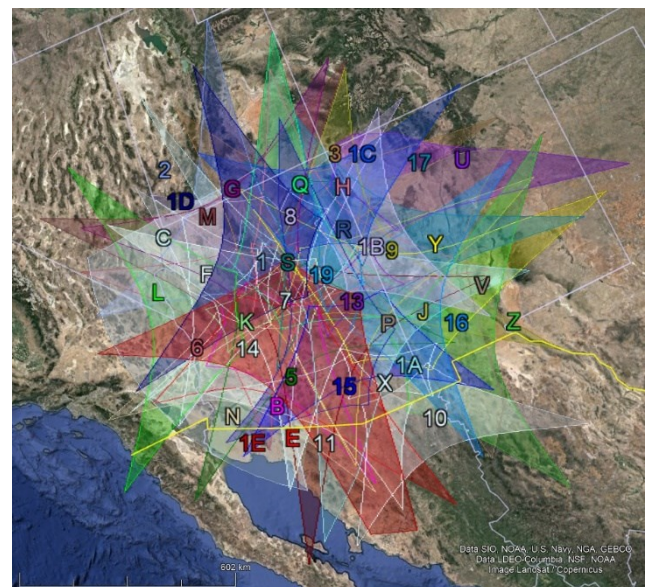 3 1C 17 U
2 1D G Q H
M 8 R
C 1B 9 Y
F 1 S 19
L 7 13 V
K P J 16 Z
6 14
5 15 1A X
B
N 10
1E E 11
Data SIO, NOAA, U.S. Navy, NGA, GEBCO
Data LDEO-Columbia, NSF, NOAA
Image Landsat / Copernicus
602 km